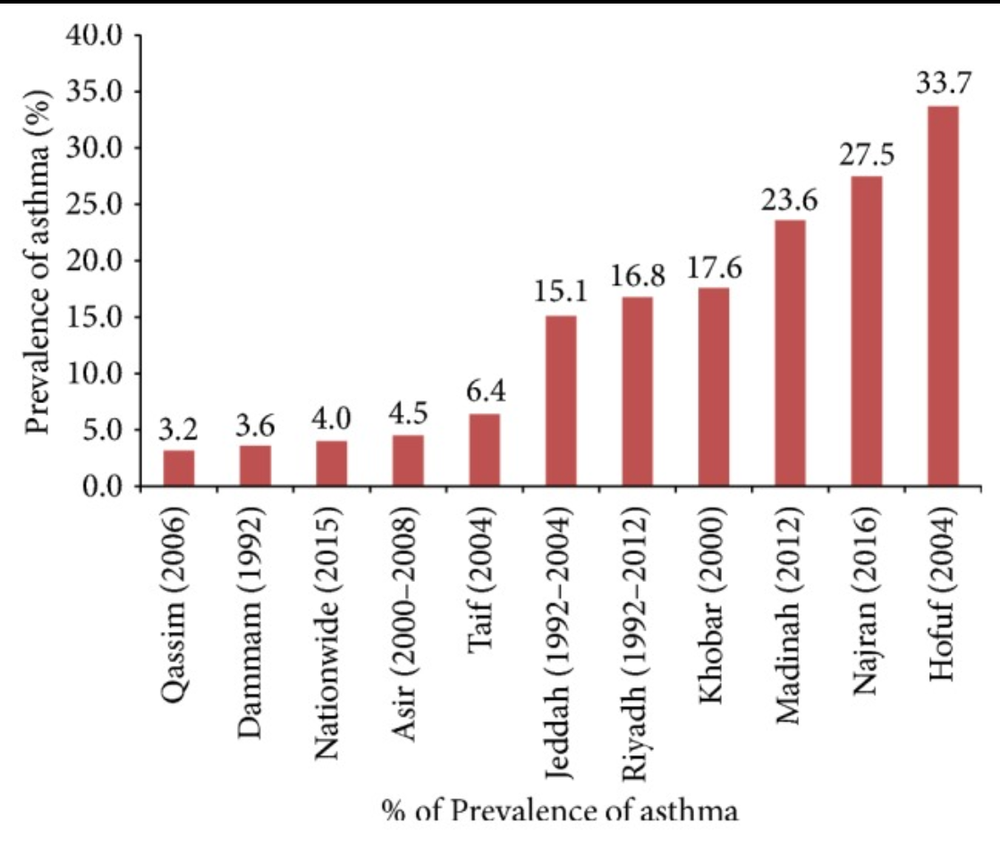 Prevalence of asthma (%)
40.0
35.0
30.0
25.0
20.0
15.0
10.0
5.0
0.0
3.2
3.6
4.0
4.5
6.4
15.1
16.8
17.6
23.6
27.5
33.7
Qassim (2006)
Dammam (1992)
Nationwide (2015)
Asir (2000–2008)
Taif (2004)
Jeddah (1992–2004)
Riyadh (1992–2012)
Khobar (2000)
Madinah (2012)
Najran (2016)
Hofuf (2004)
% of Prevalence of asthma